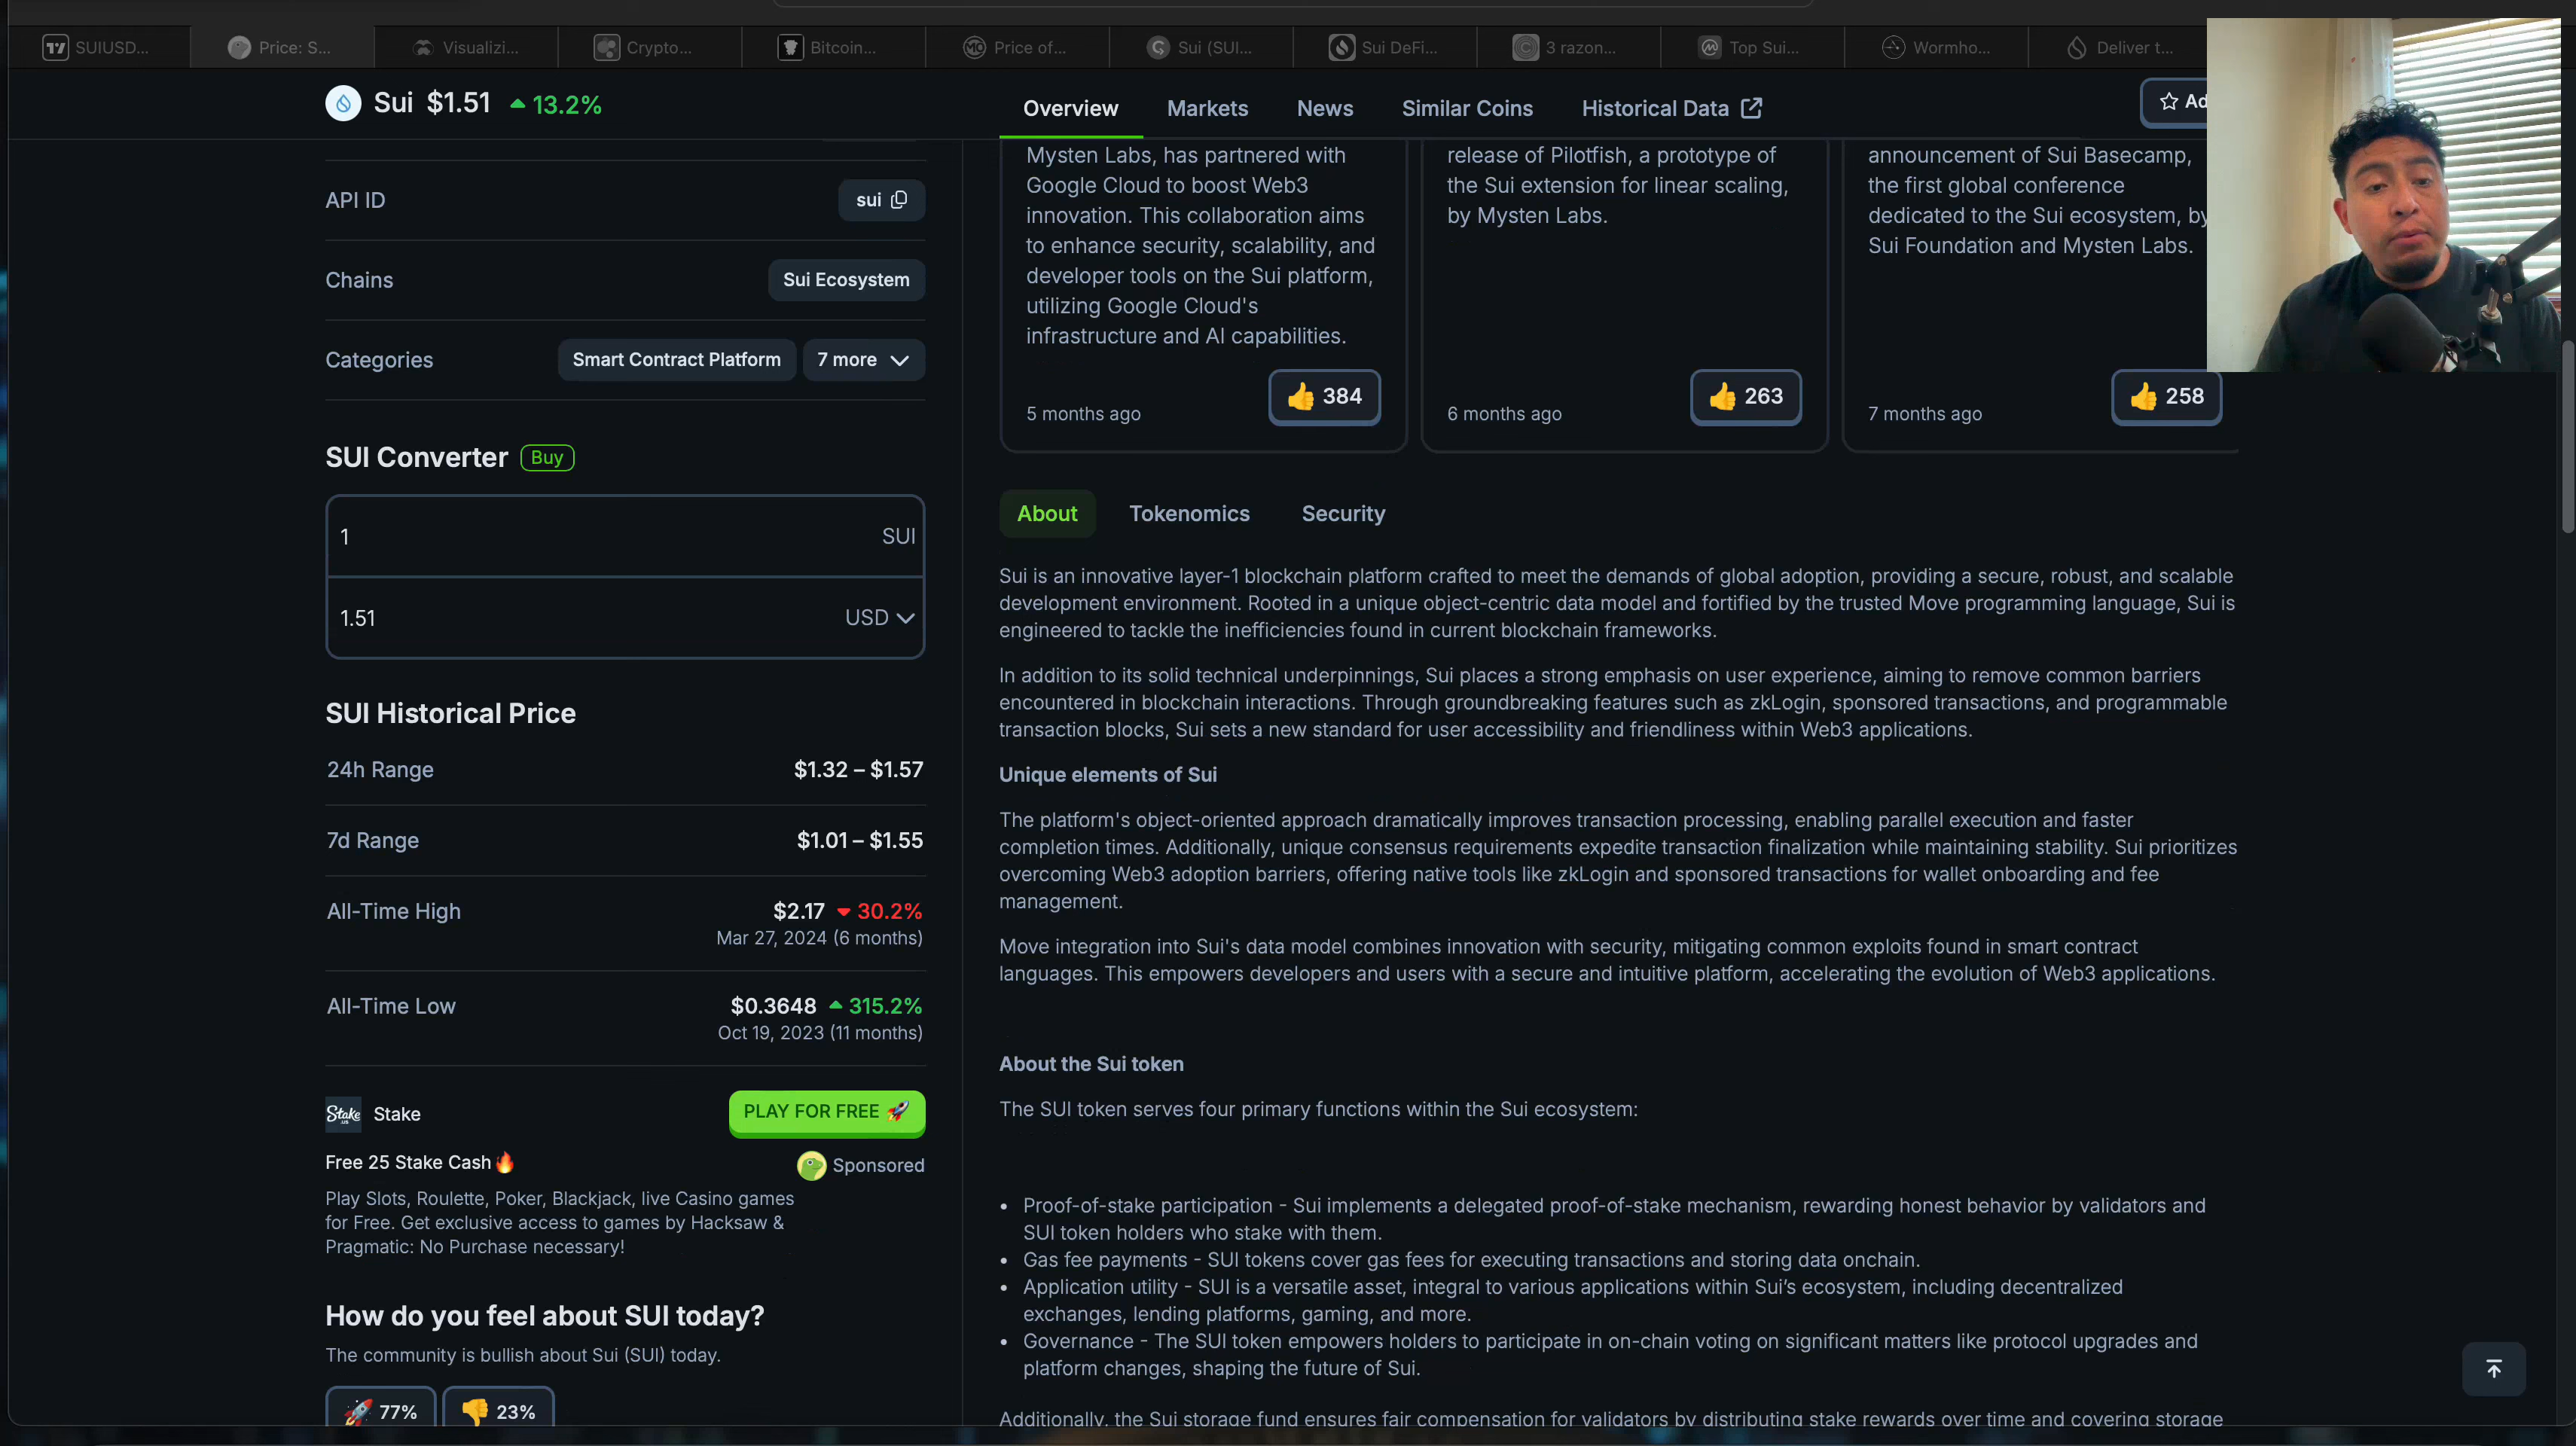 SUIUSD...
Price: S...
Visualizi...
Crypto...
Bitcoin...
Price of...
Sui (SUI...
Sui DeFi...
3 razon...
Top Sui...
Wormho...
Deliver t...
Sui $1.51 13.2%
Overview
Markets
News
Similar Coins
Historical Data
API ID
sui
Chains
Sui Ecosystem
Categories
Smart Contract Platform
7 more
SUI Converter
Buy
1 SUI
1.51 USD
SUI Historical Price
24h Range $1.32 – $1.57
7d Range $1.01 – $1.55
All-Time High $2.17 30.2%
Mar 27, 2024 (6 months)
All-Time Low $0.3648 315.2%
Oct 19, 2023 (11 months)
Stake
.us
Stake
PLAY FOR FREE 🚀
Free 25 Stake Cash🔥
Sponsored
Play Slots, Roulette, Poker, Blackjack, live Casino games
for Free. Get exclusive access to games by Hacksaw &
Pragmatic: No Purchase necessary!
How do you feel about SUI today?
The community is bullish about Sui (SUI) today.
🚀 77%
👎 23%
Mysten Labs, has partnered with
Google Cloud to boost Web3
innovation. This collaboration aims
to enhance security, scalability, and
developer tools on the Sui platform,
utilizing Google Cloud's
infrastructure and AI capabilities.
5 months ago
👍 384
release of Pilotfish, a prototype of
the Sui extension for linear scaling,
by Mysten Labs.
6 months ago
👍 263
announcement of Sui Basecamp,
the first global conference
dedicated to the Sui ecosystem, by
Sui Foundation and Mysten Labs.
7 months ago
👍 258
About
Tokenomics
Security
Sui is an innovative layer-1 blockchain platform crafted to meet the demands of global adoption, providing a secure, robust, and scalable
development environment. Rooted in a unique object-centric data model and fortified by the trusted Move programming language, Sui is
engineered to tackle the inefficiencies found in current blockchain frameworks.
In addition to its solid technical underpinnings, Sui places a strong emphasis on user experience, aiming to remove common barriers
encountered in blockchain interactions. Through groundbreaking features such as zkLogin, sponsored transactions, and programmable
transaction blocks, Sui sets a new standard for user accessibility and friendliness within Web3 applications.
Unique elements of Sui
The platform's object-oriented approach dramatically improves transaction processing, enabling parallel execution and faster
completion times. Additionally, unique consensus requirements expedite transaction finalization while maintaining stability. Sui prioritizes
overcoming Web3 adoption barriers, offering native tools like zkLogin and sponsored transactions for wallet onboarding and fee
management.
Move integration into Sui's data model combines innovation with security, mitigating common exploits found in smart contract
languages. This empowers developers and users with a secure and intuitive platform, accelerating the evolution of Web3 applications.
About the Sui token
The SUI token serves four primary functions within the Sui ecosystem:
• Proof-of-stake participation - Sui implements a delegated proof-of-stake mechanism, rewarding honest behavior by validators and
SUI token holders who stake with them.
• Gas fee payments - SUI tokens cover gas fees for executing transactions and storing data onchain.
• Application utility - SUI is a versatile asset, integral to various applications within Sui’s ecosystem, including decentralized
exchanges, lending platforms, gaming, and more.
• Governance - The SUI token empowers holders to participate in on-chain voting on significant matters like protocol upgrades and
platform changes, shaping the future of Sui.
Additionally, the Sui storage fund ensures fair compensation for validators by distributing stake rewards over time and covering storage